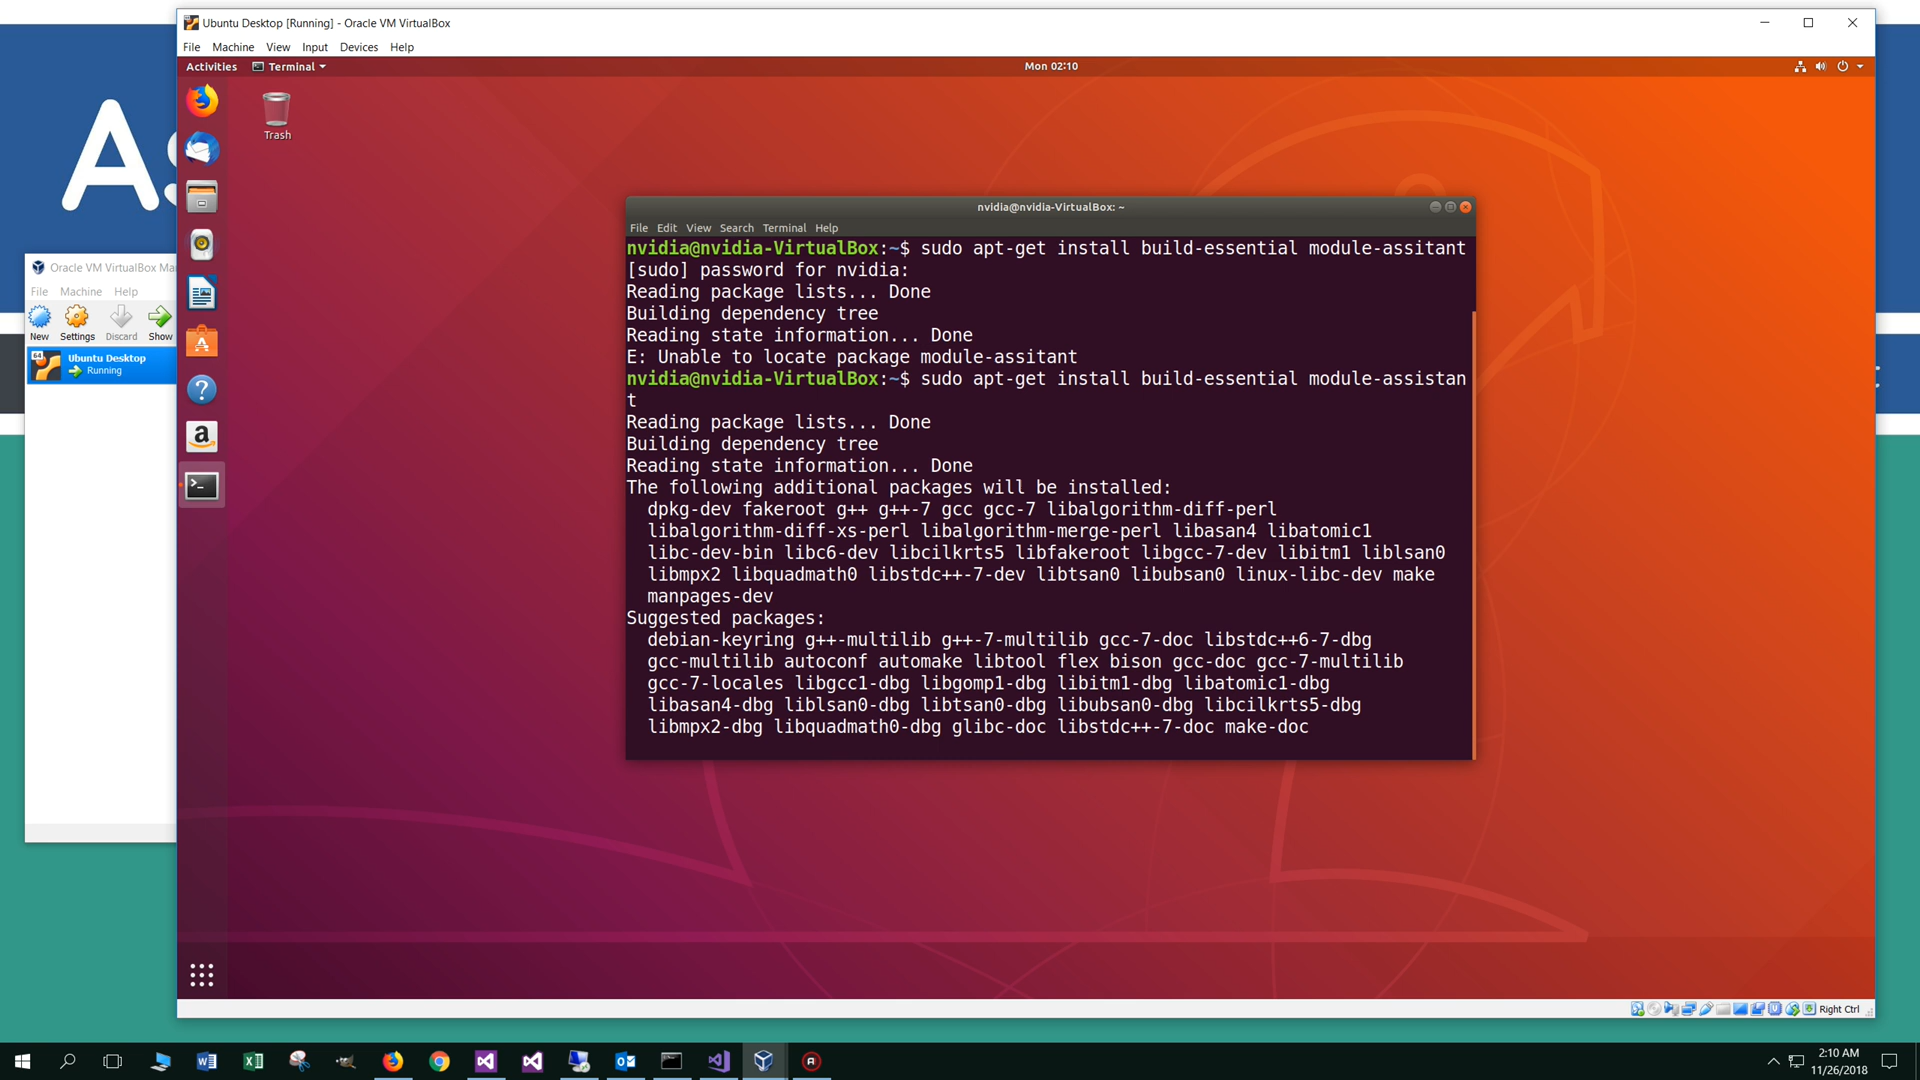 Ubuntu Desktop [Running] - Oracle VM VirtualBox
File Machine View Input Devices Help
Activities Terminal Mon 02:10
Trash
A
Oracle VM VirtualBox Ma
File Machine Help
New Settings Discard Show
64 Ubuntu Desktop
Running
nvidia@nvidia-VirtualBox: ~
File Edit View Search Terminal Help
nvidia@nvidia-VirtualBox:~$ sudo apt-get install build-essential module-assitant
[sudo] password for nvidia:
Reading package lists... Done
Building dependency tree
Reading state information... Done
E: Unable to locate package module-assitant
nvidia@nvidia-VirtualBox:~$ sudo apt-get install build-essential module-assistan
t
Reading package lists... Done
Building dependency tree
Reading state information... Done
The following additional packages will be installed:
dpkg-dev fakeroot g++ g++-7 gcc gcc-7 libalgorithm-diff-perl
libalgorithm-diff-xs-perl libalgorithm-merge-perl libasan4 libatomic1
libc-dev-bin libc6-dev libcilkrts5 libfakeroot libgcc-7-dev libitm1 liblsan0
libmpx2 libquadmath0 libstdc++-7-dev libtsan0 libubsan0 linux-libc-dev make
manpages-dev
Suggested packages:
debian-keyring g++-multilib g++-7-multilib gcc-7-doc libstdc++6-7-dbg
gcc-multilib autoconf automake libtool flex bison gcc-doc gcc-7-multilib
gcc-7-locales libgcc1-dbg libgomp1-dbg libitm1-dbg libatomic1-dbg
libasan4-dbg liblsan0-dbg libtsan0-dbg libubsan0-dbg libcilkrts5-dbg
libmpx2-dbg libquadmath0-dbg glibc-doc libstdc++-7-doc make-doc
Right Ctrl
2:10 AM
11/26/2018